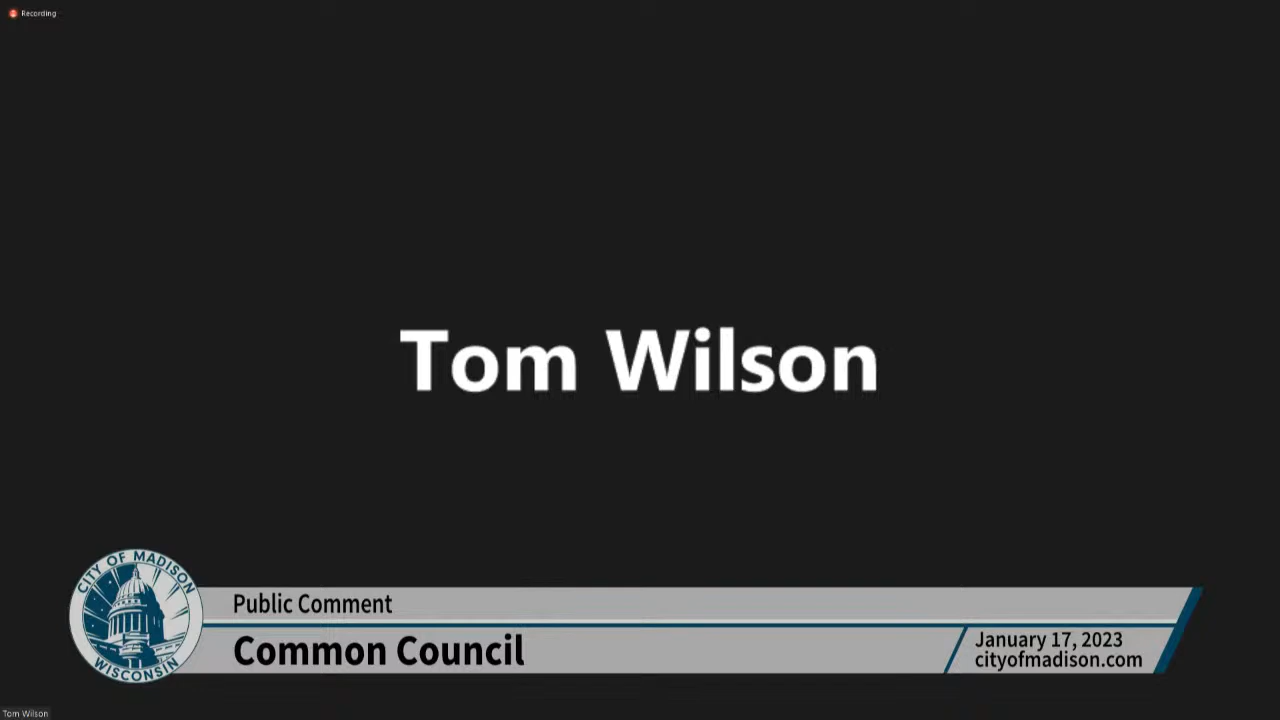 Recording
Tom Wilson
CITY OF MADISON
WISCONSIN
Public Comment
Common Council
January 17, 2023
cityofmadison.com
Tom Wilson